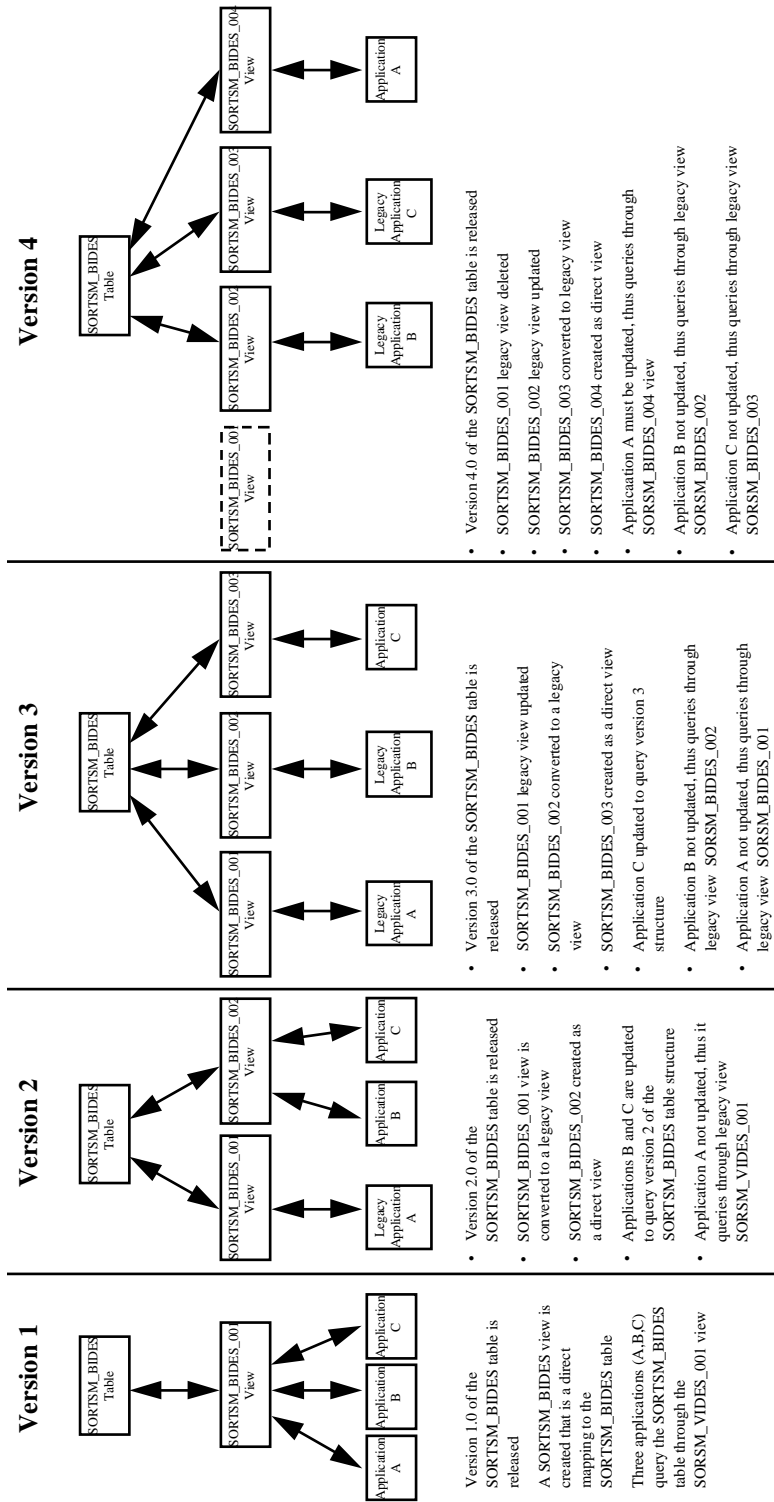 Version 1
SORTSM_BIDES
Table
SORTSM_BIDES_001
View
Application
A
Application
B
Application
C
Version 1.0 of the
SORTSM_BIDES table is
released
A SORTSM_BIDES view is
created that is a direct
mapping to the
SORTSM_BIDES table
Three applications (A,B,C)
query the SORTSM_BIDES
table through the
SORSM_VIDES_001 view
Version 2
SORTSM_BIDES
Table
SORTSM_BIDES_001
View
SORTSM_BIDES_002
View
Legacy
Application
A
Application
B
Application
C
• Version 2.0 of the
SORTSM_BIDES table is released
• SORTSM_BIDES_001 view is
converted to a legacy view
• SORTSM_BIDES_002 created as
a direct view
• Applications B and C are updated
to query version 2 of the
SORTSM_BIDES table structure
• Application A not updated, thus it
queries through legacy view
SORSM_VIDES_001
Version 3
SORTSM_BIDES
Table
SORTSM_BIDES_001
View
SORTSM_BIDES_002
View
SORTSM_BIDES_003
View
Legacy
Application
A
Legacy
Application
B
Application
C
• Version 3.0 of the SORTSM_BIDES table is
released
• SORTSM_BIDES_001 legacy view updated
• SORTSM_BIDES_002 converted to a legacy
view
• SORTSM_BIDES_003 created as a direct view
• Application C updated to query version 3
structure
• Application B not updated, thus queries through
legacy view SORSM_BIDES_002
• Application A not updated, thus queries through
legacy view SORSM_BIDES_001
Version 4
SORTSM_BIDES
Table
SORTSM_BIDES_001
View
SORTSM_BIDES_002
View
SORTSM_BIDES_003
View
SORTSM_BIDES_004
View
Legacy
Application
B
Legacy
Application
C
Application
A
• Version 4.0 of the SORTSM_BIDES table is released
• SORTSM_BIDES_001 legacy view deleted
• SORTSM_BIDES_002 legacy view updated
• SORTSM_BIDES_003 converted to legacy view
• SORTSM_BIDES_004 created as direct view
• Applicaation A must be updated, thus queries through
SORSM_BIDES_004 view
• Application B not updated, thus queries through legacy view
SORSM_BIDES_002
• Application C not updated, thus queries through legacy view
SORSM_BIDES_003